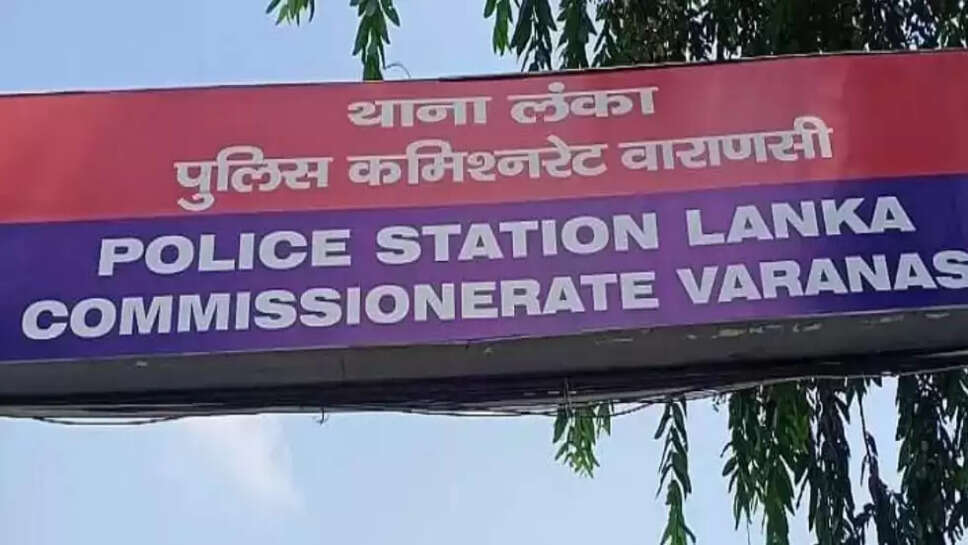 थाना लंका
पुलिस कमिश्नरेट वाराणसी
POLICE STATION LANKA
COMMISSIONERATE VARANAS